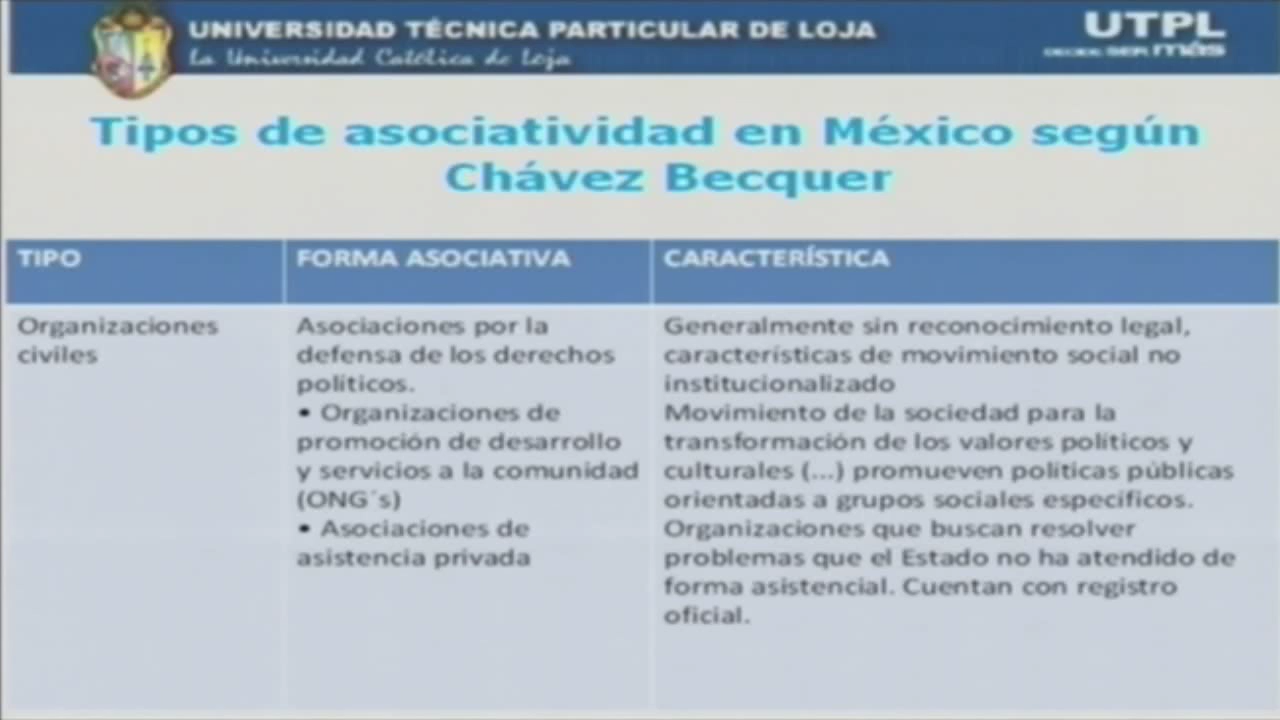 UNIVERSIDAD TÉCNICA PARTICULAR DE LOJA
La Universidad Católica de Loja
UTPL
DECIDE SER más
Tipos de asociatividad en México según
Chávez Becquer
TIPO
FORMA ASOCIATIVA
CARACTERÍSTICA
Organizaciones
civiles
Asociaciones por la
defensa de los derechos
políticos.
• Organizaciones de
promoción de desarrollo
y servicios a la comunidad
(ONG´s)
• Asociaciones de
asistencia privada
Generalmente sin reconocimiento legal,
características de movimiento social no
institucionalizado
Movimiento de la sociedad para la
transformación de los valores políticos y
culturales (...) promueven políticas públicas
orientadas a grupos sociales específicos.
Organizaciones que buscan resolver
problemas que el Estado no ha atendido de
forma asistencial. Cuentan con registro
oficial.